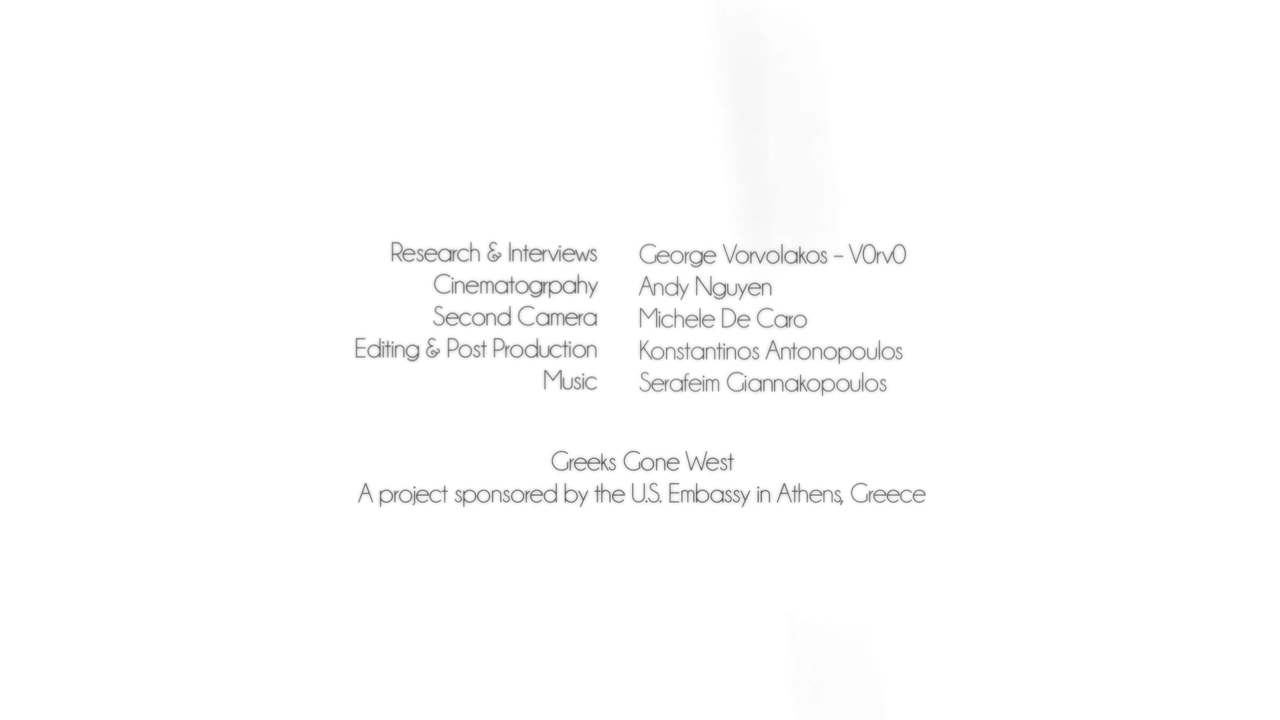 Research & Interviews George Vorvolakos – V0rv0
Cinematogrpahy Andy Nguyen
Second Camera Michele De Caro
Editing & Post Production Konstantinos Antonopoulos
Music Serafeim Giannakopoulos
Greeks Gone West
A project sponsored by the U.S. Embassy in Athens, Greece